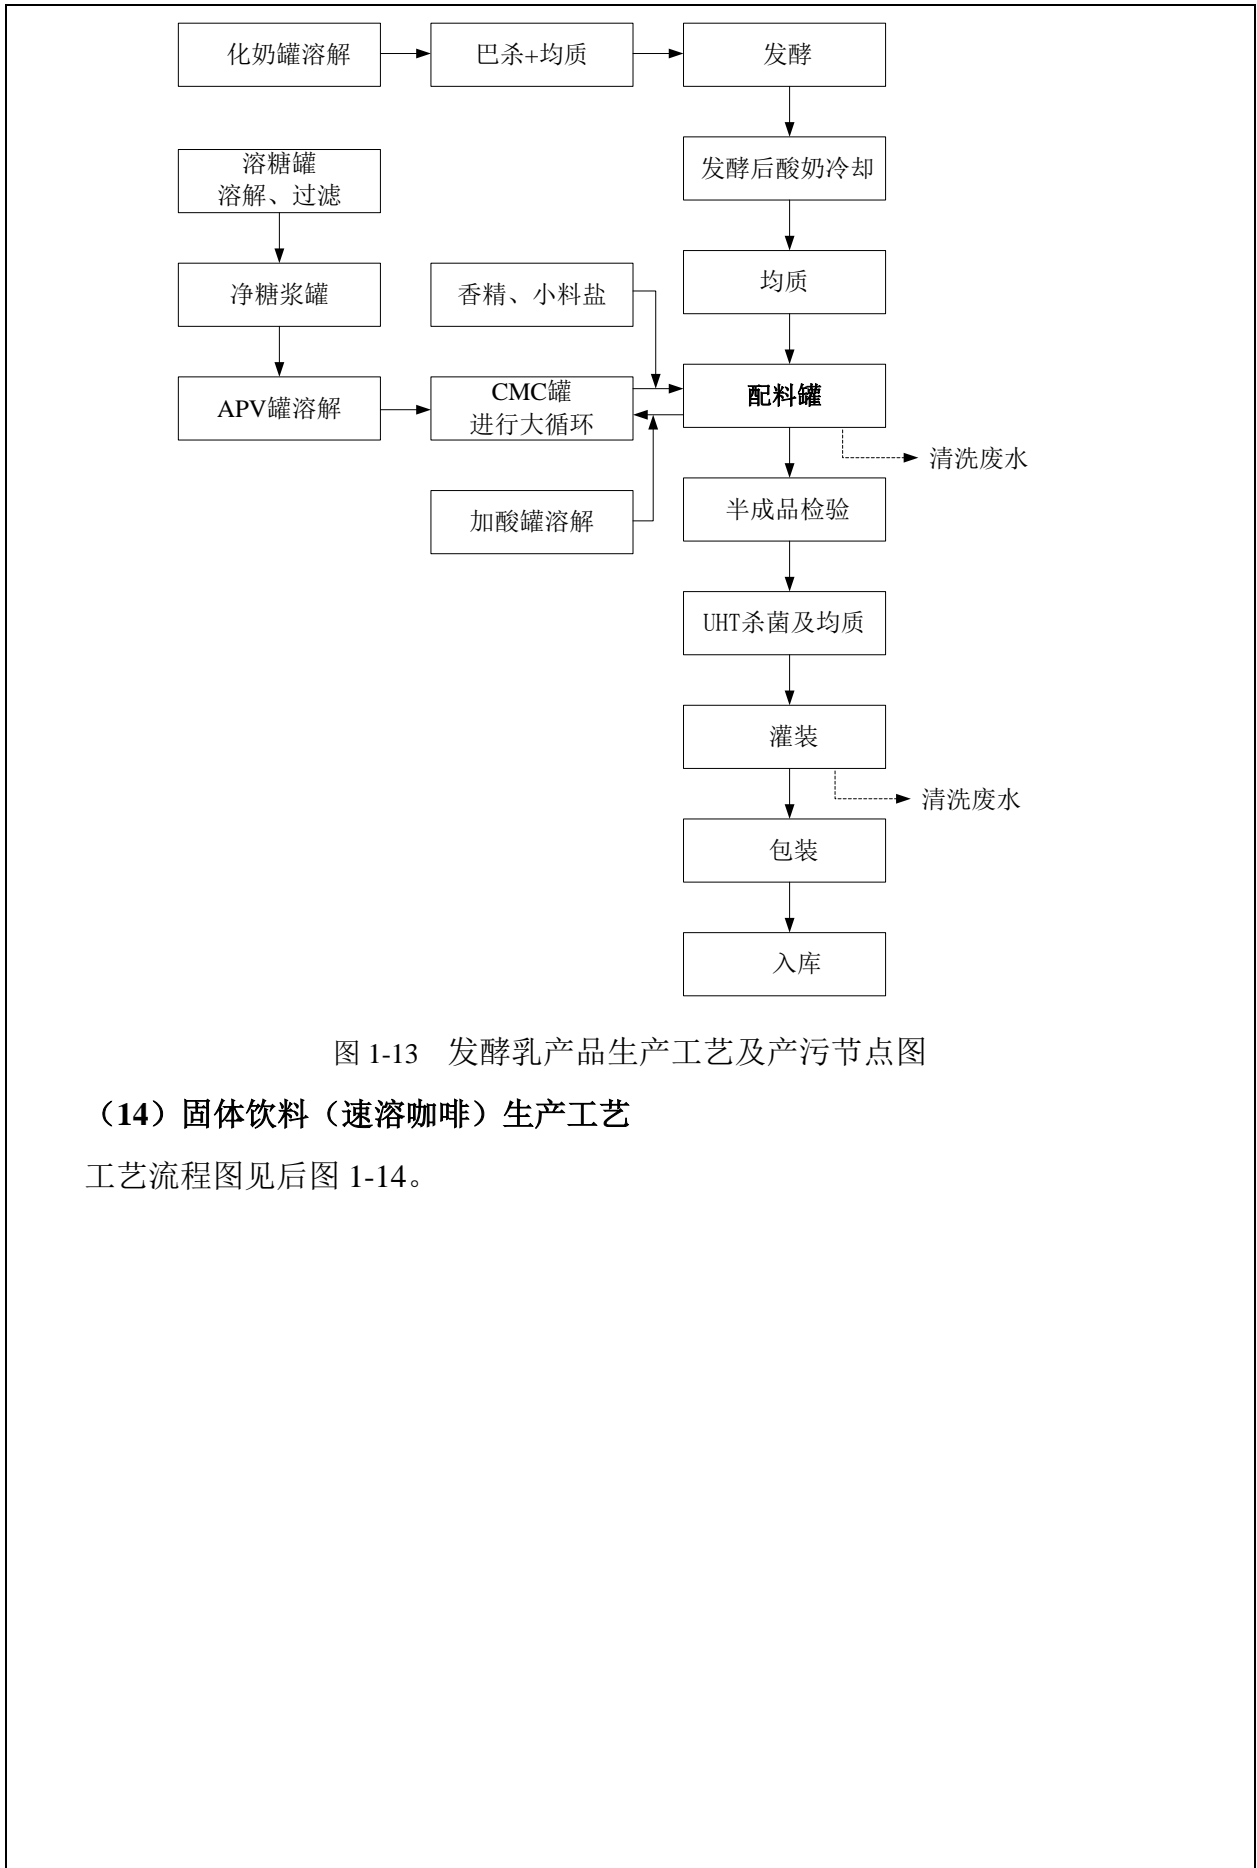 化奶罐溶解
巴杀+均质
发酵
发酵后酸奶冷却
溶糖罐
溶解、过滤
净糖浆罐
香精、小料盐
均质
APV罐溶解
CMC罐
进行大循环
配料罐
清洗废水
加酸罐溶解
半成品检验
UHT杀菌及均质
灌装
清洗废水
包装
入库
图 1-13 发酵乳产品生产工艺及产污节点图
（14）固体饮料（速溶咖啡）生产工艺
工艺流程图见后图 1-14。